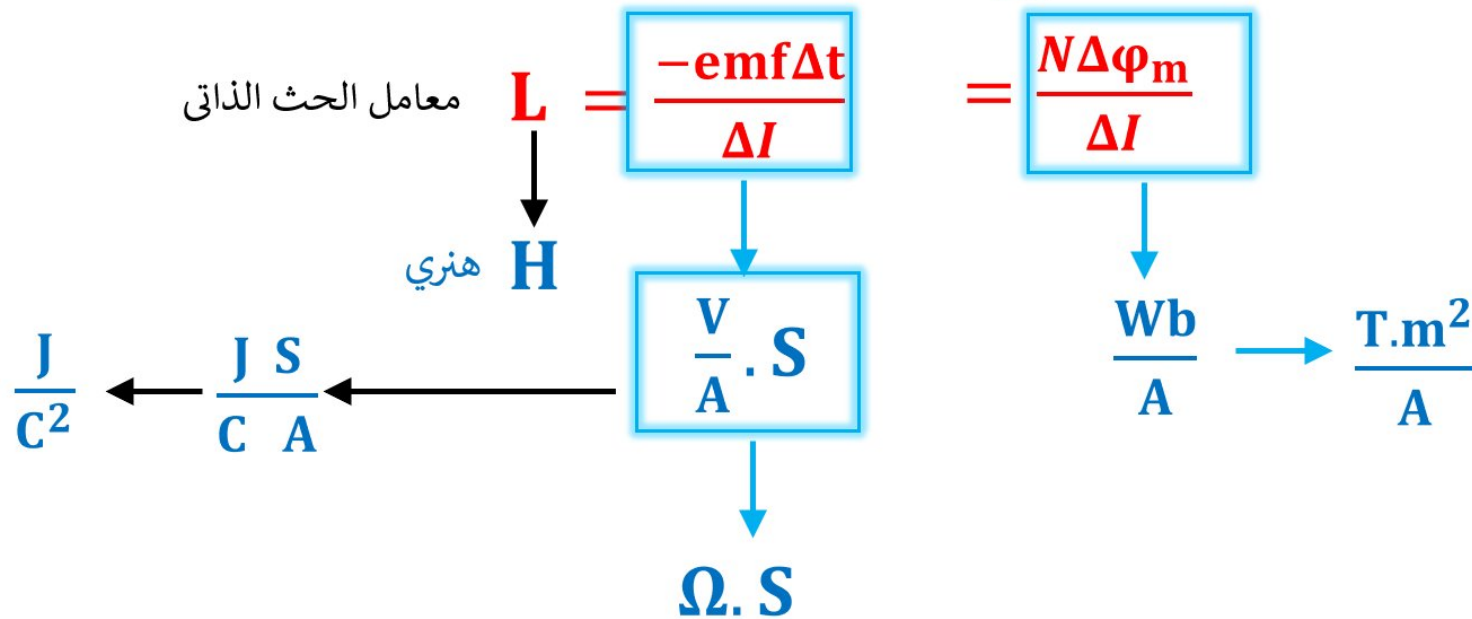 معامل الحث الذاتى L = −emfΔt/ΔI = NΔφₘ/ΔI
هنري H
V/A . S
Wb/A
T.m²/A
J S/C A
J/C²
Ω. S